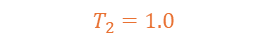 T₂ = 1.0